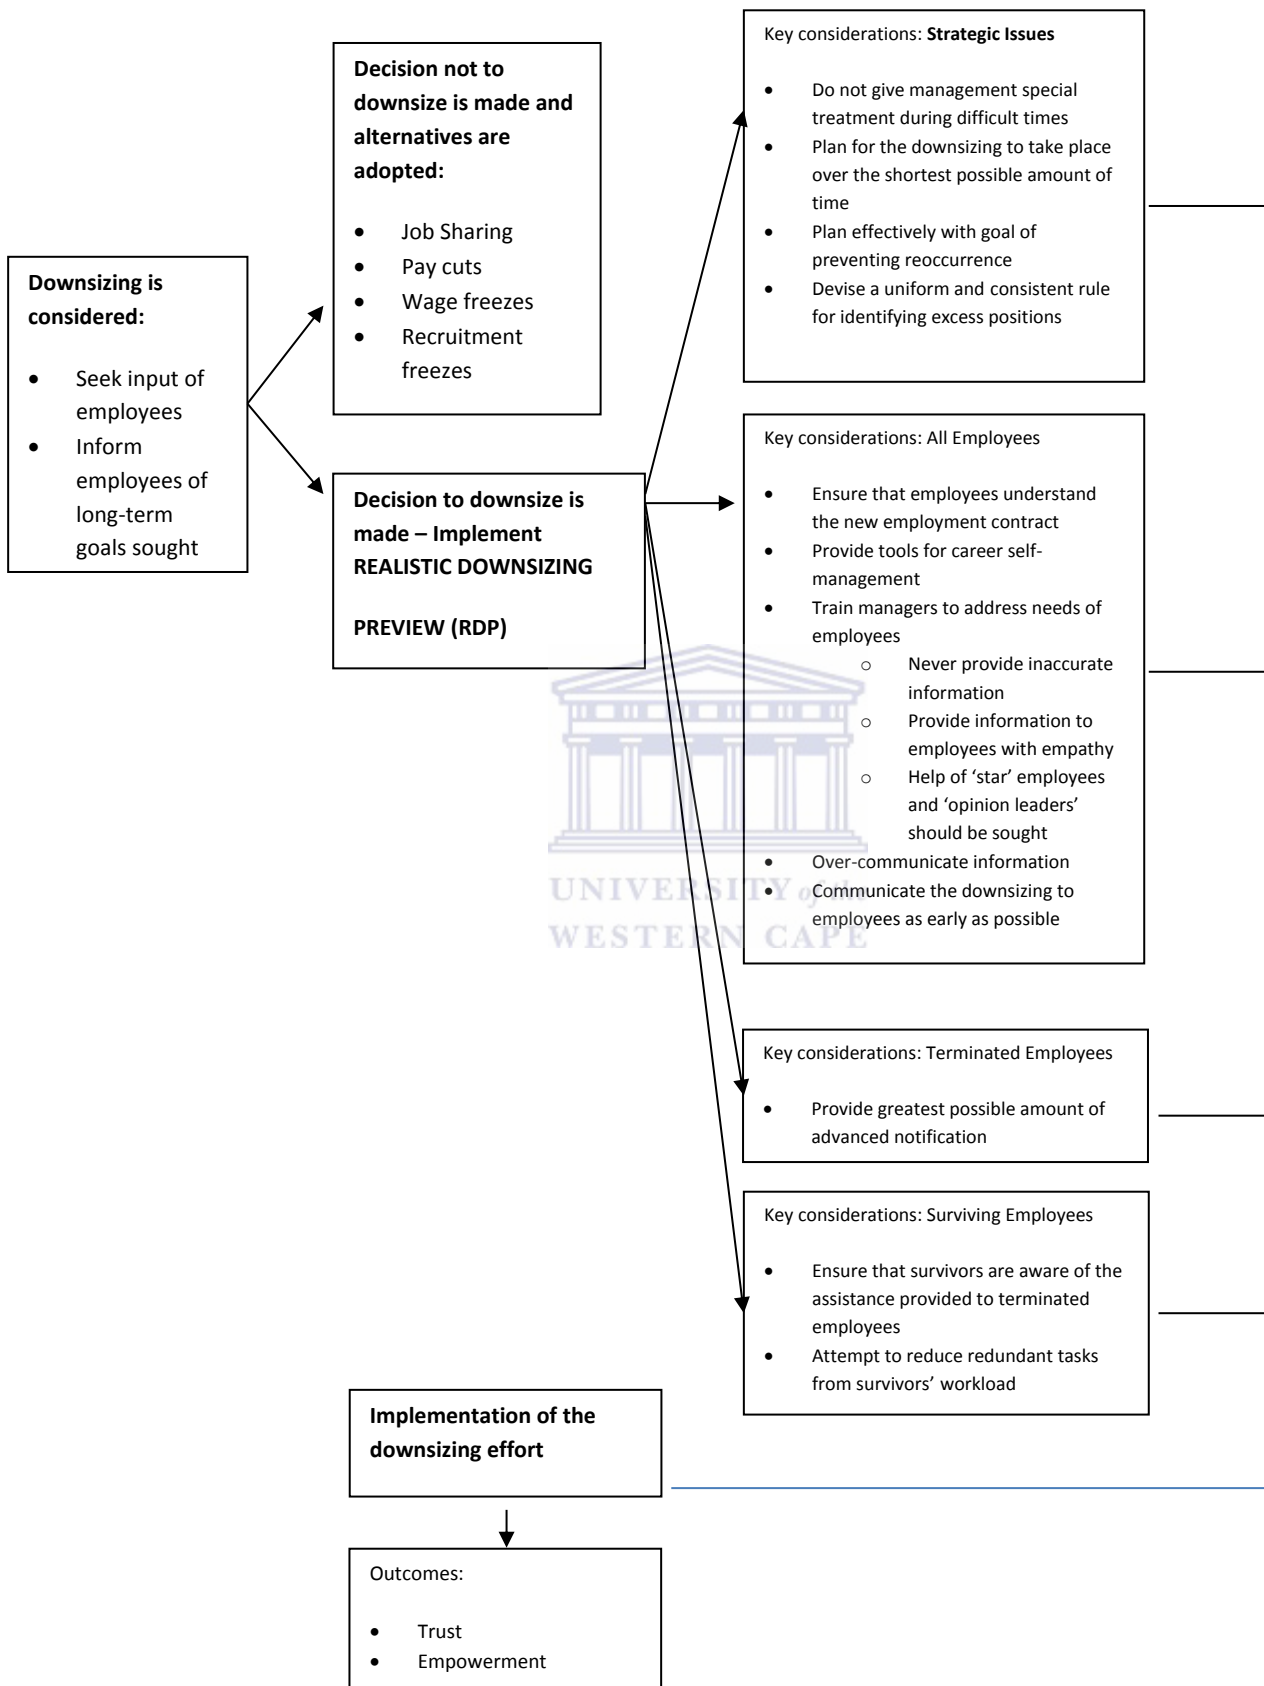 Downsizing is
considered:
• Seek input of
employees
• Inform
employees of
long-term
goals sought
Decision not to
downsize is made and
alternatives are
adopted:
• Job Sharing
• Pay cuts
• Wage freezes
• Recruitment
freezes
Decision to downsize is
made – Implement
REALISTIC DOWNSIZING
PREVIEW (RDP)
Key considerations: Strategic Issues
• Do not give management special
treatment during difficult times
• Plan for the downsizing to take place
over the shortest possible amount of
time
• Plan effectively with goal of
preventing reoccurrence
• Devise a uniform and consistent rule
for identifying excess positions
Key considerations: All Employees
• Ensure that employees understand
the new employment contract
• Provide tools for career self-
management
• Train managers to address needs of
employees
o Never provide inaccurate
information
o Provide information to
employees with empathy
o Help of ‘star’ employees
and ‘opinion leaders’
should be sought
• Over-communicate information
• Communicate the downsizing to
employees as early as possible
UNIVERSITY of the
WESTERN CAPE
Key considerations: Terminated Employees
• Provide greatest possible amount of
advanced notification
Key considerations: Surviving Employees
• Ensure that survivors are aware of the
assistance provided to terminated
employees
• Attempt to reduce redundant tasks
from survivors’ workload
Implementation of the
downsizing effort
Outcomes:
• Trust
• Empowerment